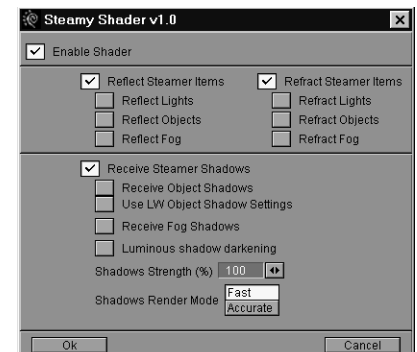 Steamy Shader v1.0
Enable Shader
Reflect Steamer Items Refract Steamer Items
Reflect Lights Refract Lights
Reflect Objects Refract Objects
Reflect Fog Refract Fog
Receive Steamer Shadows
Receive Object Shadows
Use LW Object Shadow Settings
Receive Fog Shadows
Luminous shadow darkening
Shadows Strength (%) 100
Shadows Render Mode Fast
Accurate
Ok Cancel